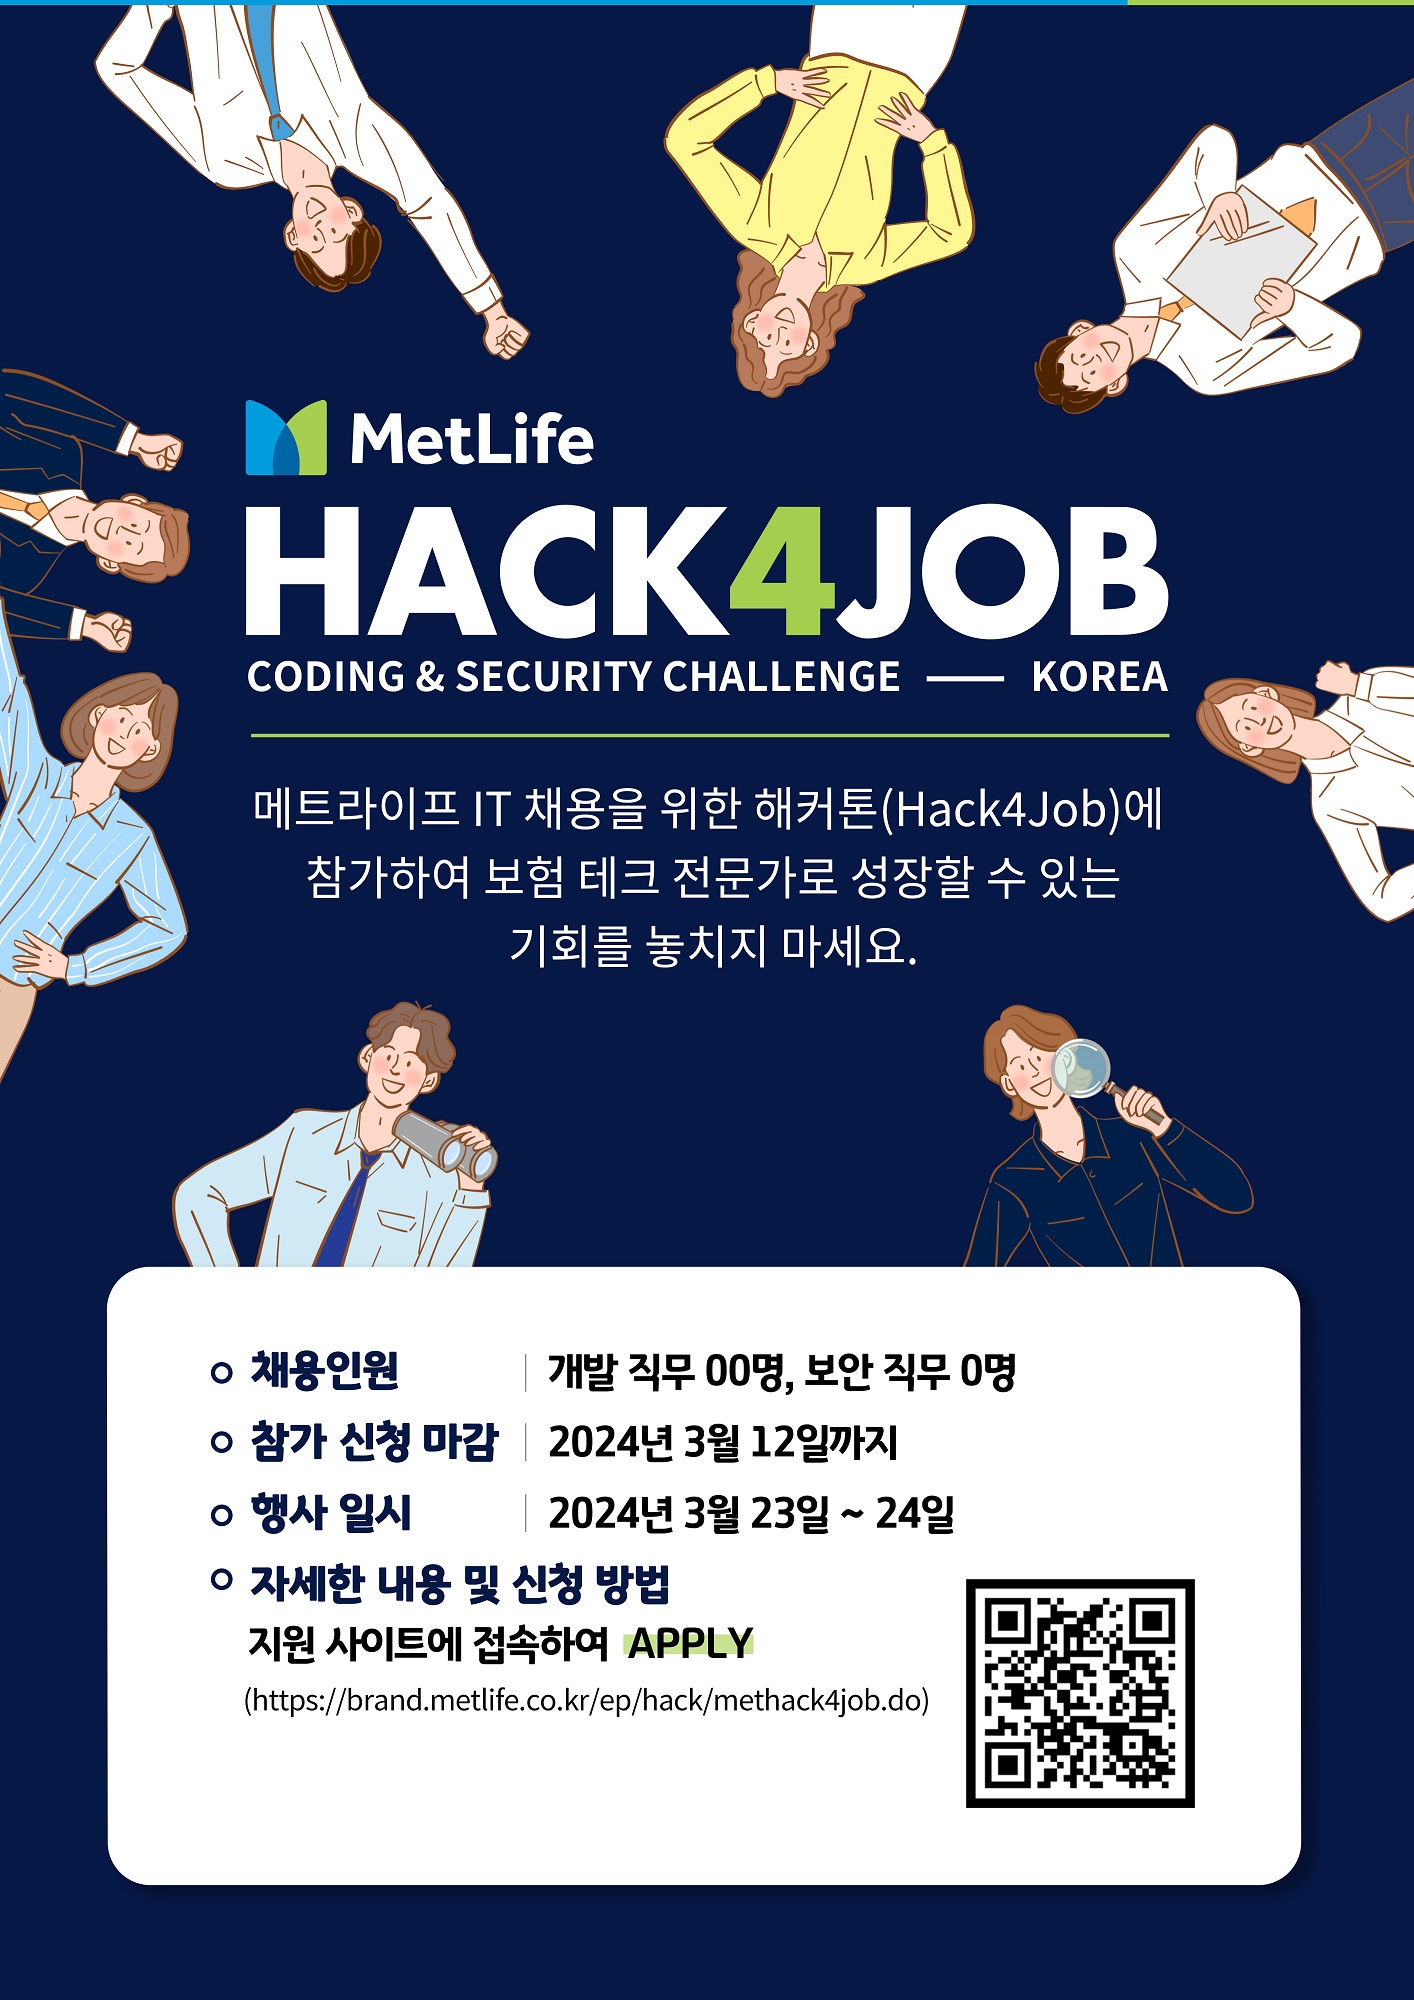 MetLife
HACK4JOB
CODING & SECURITY CHALLENGE — KOREA
메트라이프 IT 채용을 위한 해커톤(Hack4Job)에
참가하여 보험 테크 전문가로 성장할 수 있는
기회를 놓치지 마세요.
채용인원 | 개발 직무 00명, 보안 직무 0명
참가 신청 마감 | 2024년 3월 12일까지
행사 일시 | 2024년 3월 23일 ~ 24일
자세한 내용 및 신청 방법
지원 사이트에 접속하여 APPLY
(https://brand.metlife.co.kr/ep/hack/methack4job.do)